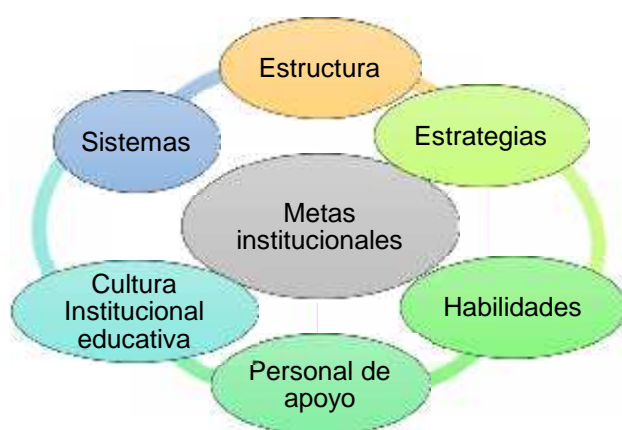 Estructura
Estrategias
Sistemas
Metas
institucionales
Habilidades
Cultura
Institucional
educativa
Personal de
apoyo